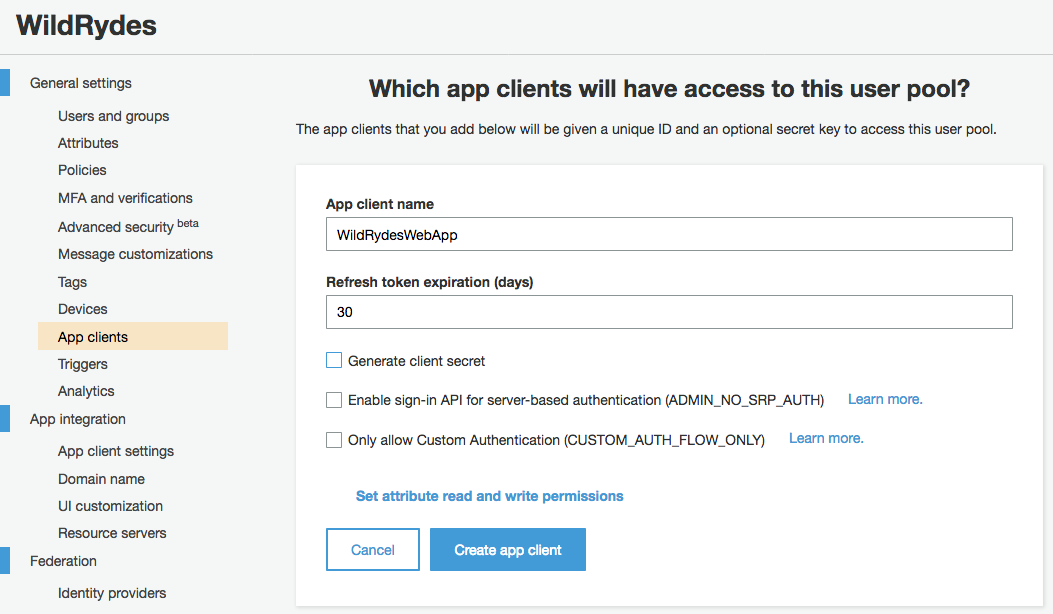 WildRydes
General settings
Users and groups
Attributes
Policies
MFA and verifications
Advanced security beta
Message customizations
Tags
Devices
App clients
Triggers
Analytics
App integration
App client settings
Domain name
UI customization
Resource servers
Federation
Identity providers
Which app clients will have access to this user pool?
The app clients that you add below will be given a unique ID and an optional secret key to access this user pool.
App client name
WildRydesWebApp
Refresh token expiration (days)
30
Generate client secret
Enable sign-in API for server-based authentication (ADMIN_NO_SRP_AUTH) Learn more.
Only allow Custom Authentication (CUSTOM_AUTH_FLOW_ONLY) Learn more.
Set attribute read and write permissions
Cancel Create app client